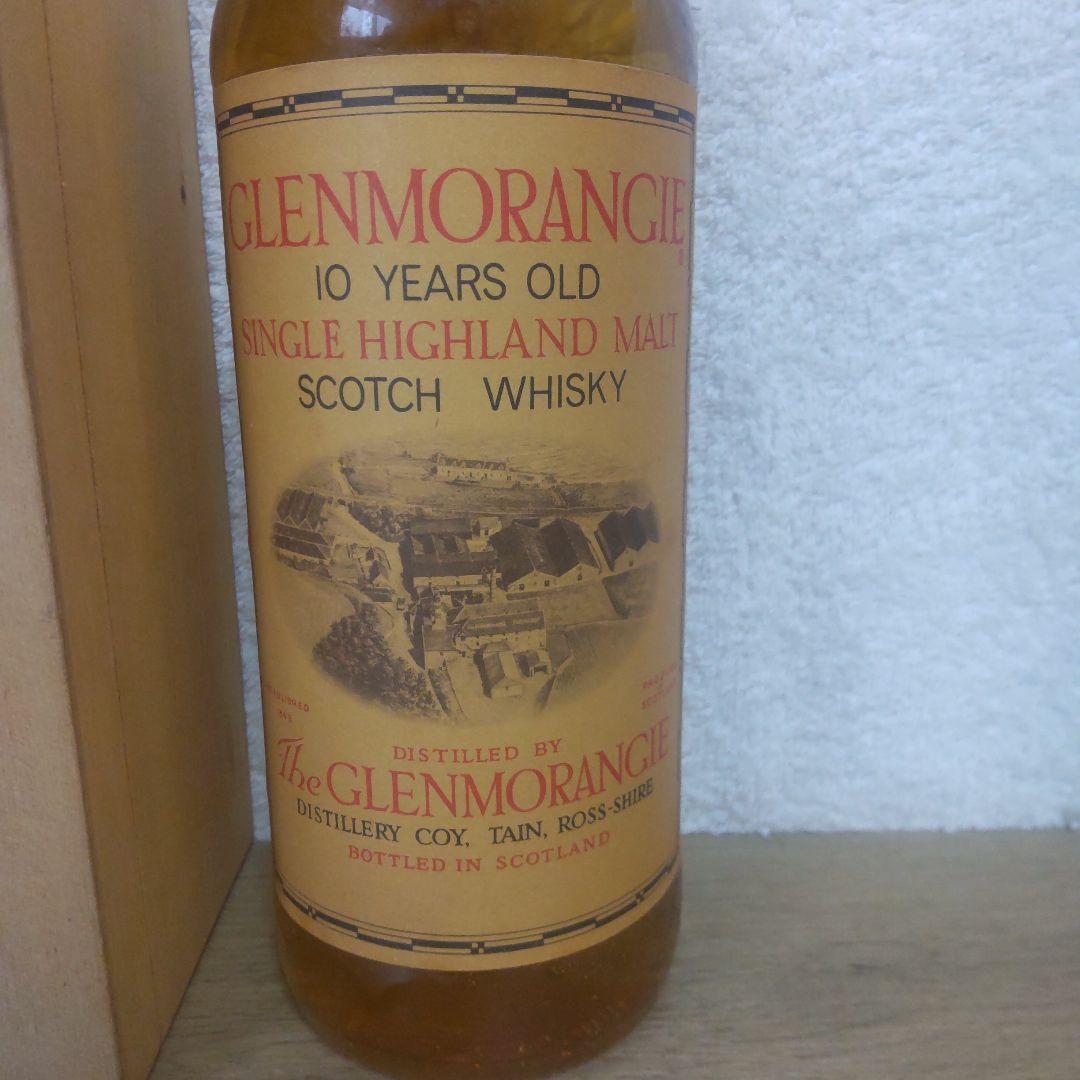 GLENMORANGIE
10 YEARS OLD
SINGLE HIGHLAND MALT
SCOTCH WHISKY
DISTILLED BY
The GLENMORANGIE
DISTILLERY COY, TAIN, ROSS-SHIRE
BOTTLED IN SCOTLAND